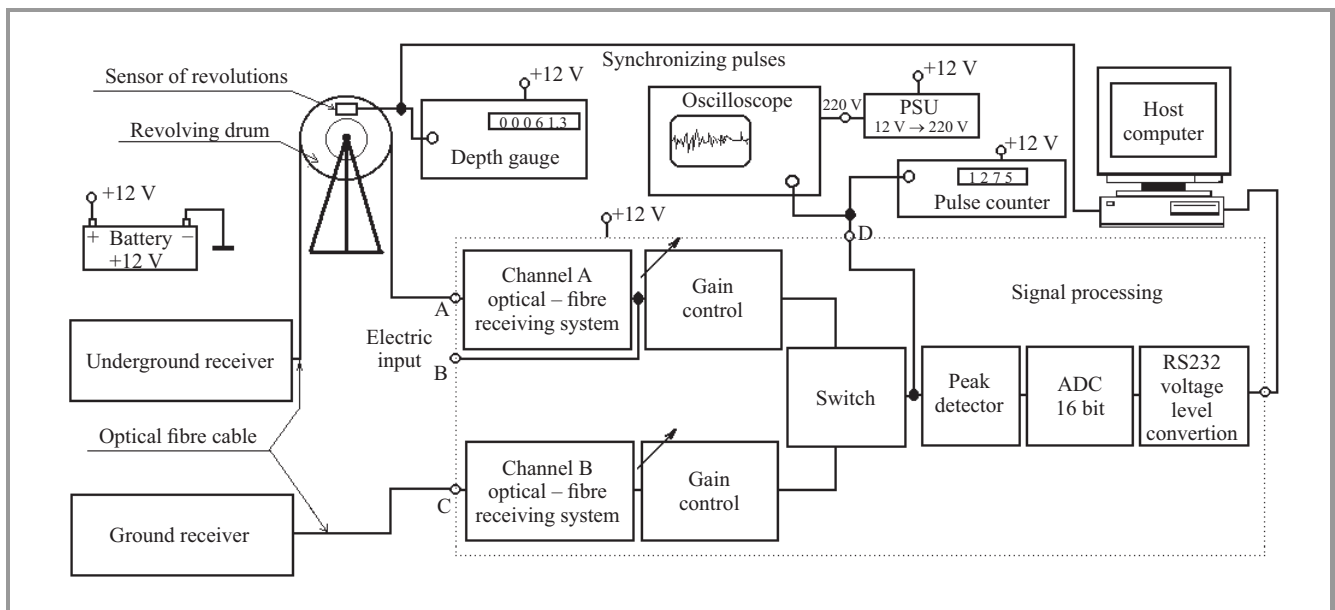 Synchronizing pulses
Sensor of revolutions
Revolving drum
+12 V
0 0 0 6 1.3
Depth gauge
Oscilloscope
220 V
+12 V
PSU
12 V → 220 V
+12 V
1 2 7 5
Pulse counter
Host
computer
+12 V
+ Battery −
+12 V
+12 V
D
Signal processing
A
Channel A
optical – fibre
receiving system
Gain
control
Electric
input
B
Underground receiver
Switch
Peak
detector
ADC
16 bit
RS232
voltage
level
convertion
Optical fibre cable
C
Channel B
optical – fibre
receiving system
Gain
control
Ground receiver